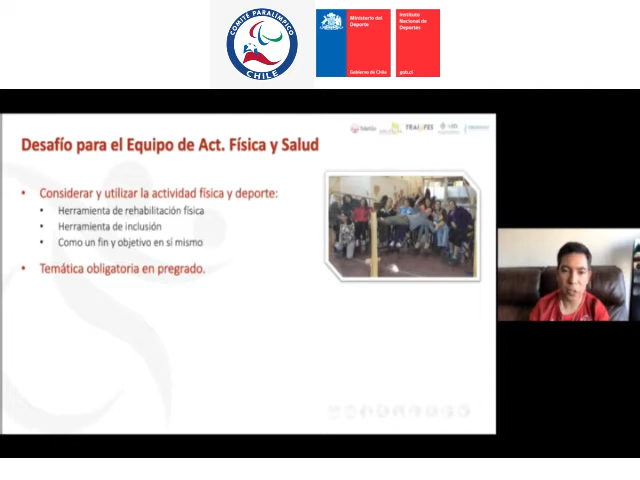 COMITÉ PARALÍMPICO
CHILE
Ministerio del
Deporte
Gobierno de Chile
Instituto
Nacional de
Deportes
gob.cl
Desafío para el Equipo de Act. Física y Salud
• Considerar y utilizar la actividad física y deporte:
• Herramienta de rehabilitación física
• Herramienta de inclusión
• Como un fin y objetivo en sí mismo
• Temática obligatoria en pregrado.